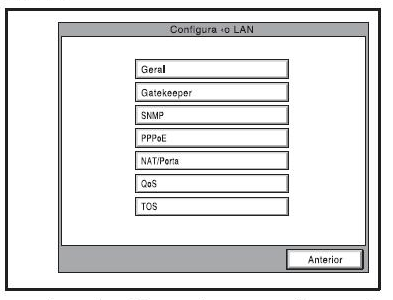 Configura ‹o LAN
Geral
Gatekeeper
SNMP
PPPoE
NAT/Porta
QoS
TOS
Anterior